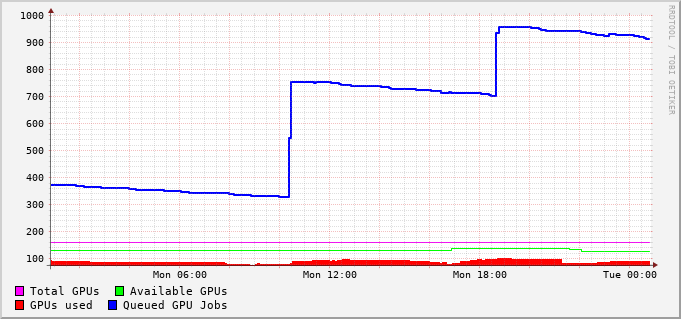 1000
900
800
700
600
500
400
300
200
100
Mon 06:00 Mon 12:00 Mon 18:00 Tue 00:00
Total GPUs Available GPUs
GPUs used Queued GPU Jobs
RRDTOOL / TOBI OETIKER